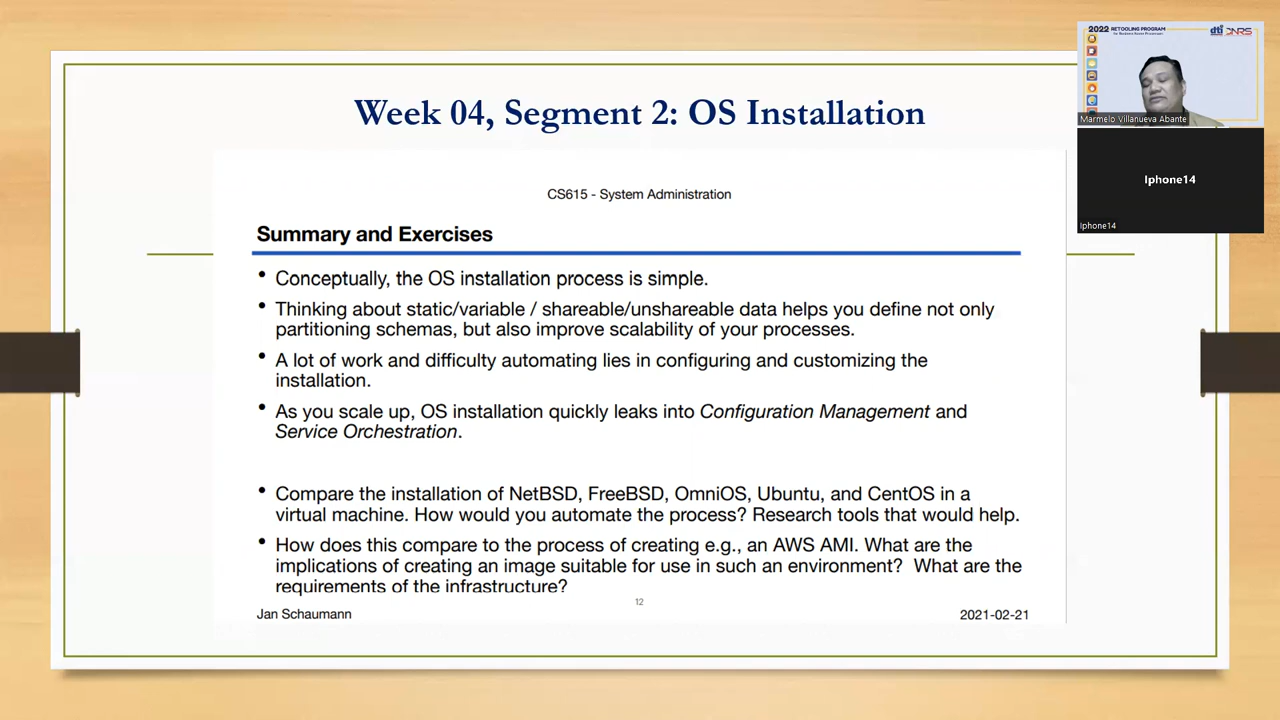 Week 04, Segment 2: OS Installation
CS615 - System Administration
Summary and Exercises
• Conceptually, the OS installation process is simple.
• Thinking about static/variable / shareable/unshareable data helps you define not only
partitioning schemas, but also improve scalability of your processes.
• A lot of work and difficulty automating lies in configuring and customizing the
installation.
• As you scale up, OS installation quickly leaks into Configuration Management and
Service Orchestration.
• Compare the installation of NetBSD, FreeBSD, OmniOS, Ubuntu, and CentOS in a
virtual machine. How would you automate the process? Research tools that would help.
• How does this compare to the process of creating e.g., an AWS AMI. What are the
implications of creating an image suitable for use in such an environment? What are the
requirements of the infrastructure?
12
Jan Schaumann
2021-02-21
2022 RETOOLING PROGRAM
dti
Marmelo Villanueva Abante
Iphone14
Iphone14